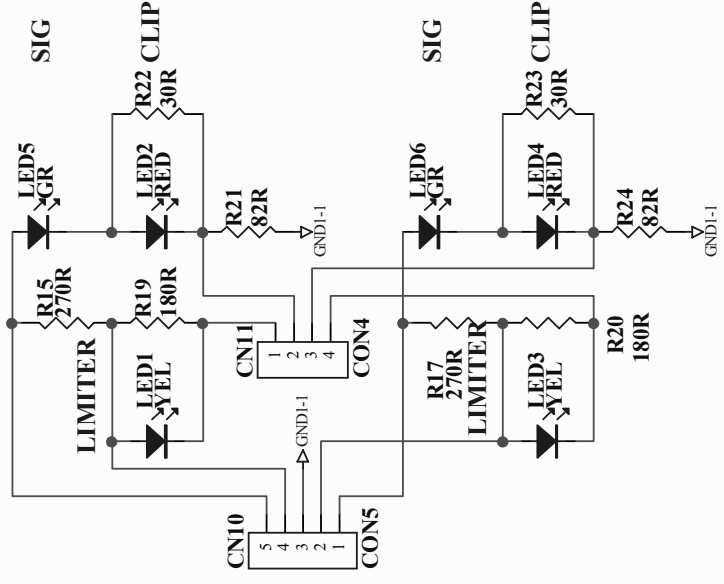 SIG
CLIP
R22
30R
LED5
GR
LED2
RED
R21
82R
GND1-1
R15
270R
R19
180R
LIMITER
LED1
YEL
CN11
1
2
3
4
CON4
GND1-1
CN10
5
4
3
2
1
CON5
SIG
CLIP
R23
30R
LED6
GR
LED4
RED
R24
82R
GND1-1
R17
270R
LIMITER
R20
180R
LED3
YEL